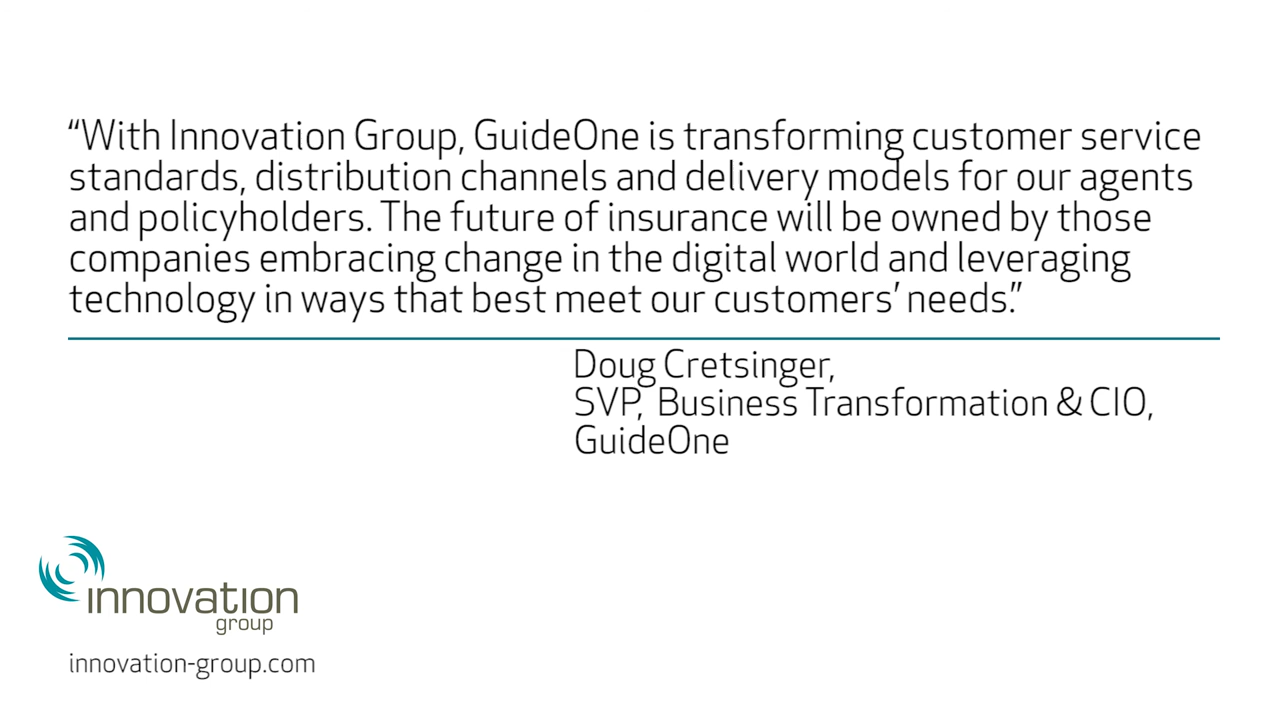 “With Innovation Group, GuideOne is transforming customer service
standards, distribution channels and delivery models for our agents
and policyholders. The future of insurance will be owned by those
companies embracing change in the digital world and leveraging
technology in ways that best meet our customers’ needs.”
Doug Cretsinger,
SVP, Business Transformation & CIO,
GuideOne
innovation
group
innovation-group.com